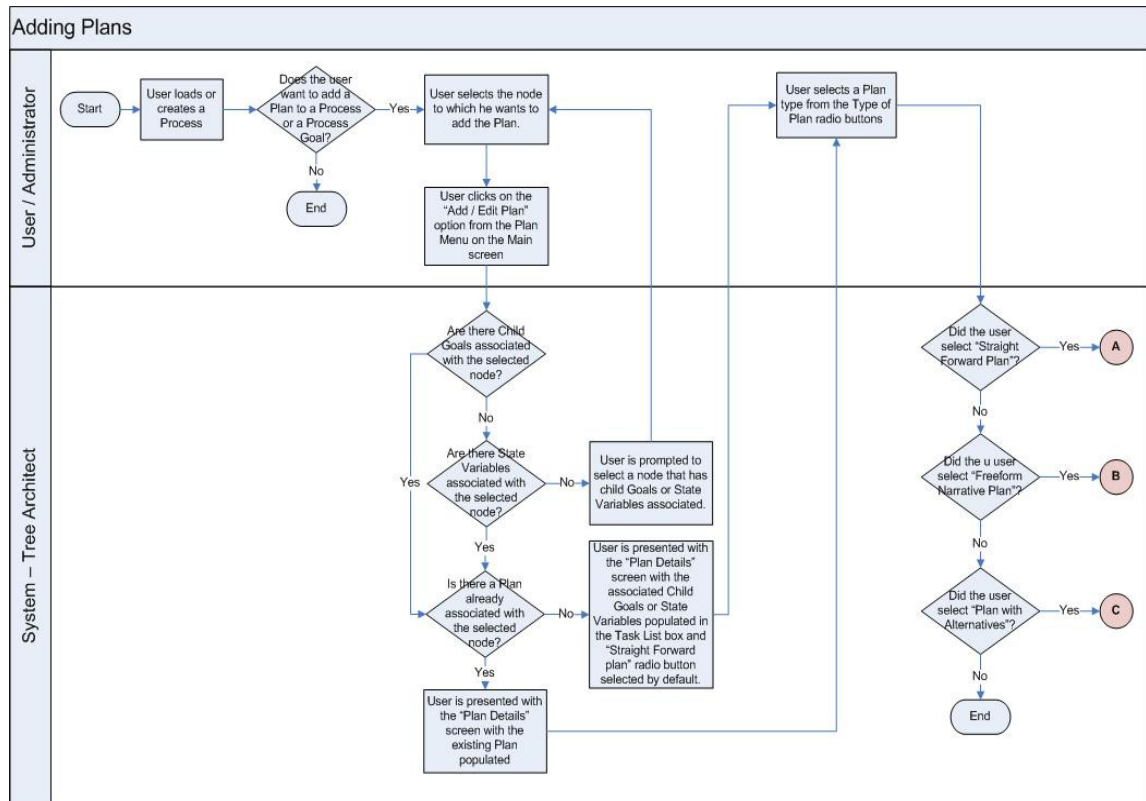 Adding Plans
User / Administrator
Start
User loads or
creates a
Process
Does the user
want to add a
Plan to a Process
or a Process
Goal?
Yes
No
End
User selects the node
to which he wants to
add the Plan.
User clicks on the
“Add / Edit Plan”
option from the Plan
Menu on the Main
screen
User selects a Plan
type from the Type of
Plan radio buttons
System – Tree Architect
Are there Child
Goals associated
with the selected
node?
Yes
No
Are there State
Variables
associated with
the selected
node?
No
Yes
User is prompted to
select a node that has
child Goals or State
Variables associated.
Is there a Plan
already
associated with
the selected
node?
No
Yes
User is presented with
the “Plan Details”
screen with the
associated Child
Goals or State
Variables populated
in the Task List box and
“Straight Forward
plan” radio button
selected by default.
User is presented with
the “Plan Details”
screen with the
existing Plan
populated
Did the user
select “Straight
Forward Plan”?
Yes
A
No
Did the u user
select “Freeform
Narrative Plan”?
Yes
B
No
Did the user
select “Plan with
Alternatives”?
Yes
C
No
End